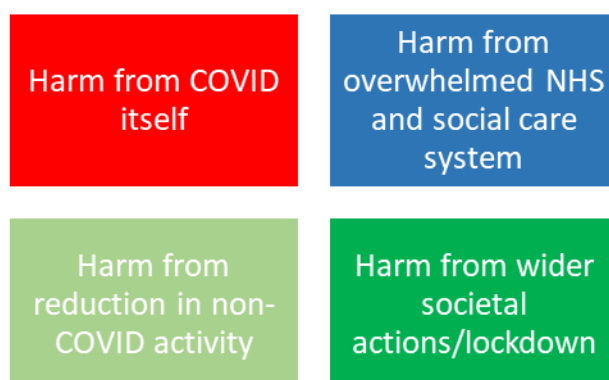 Harm from COVID
itself
Harm from
overwhelmed NHS
and social care
system
Harm from
reduction in non-
COVID activity
Harm from wider
societal
actions/lockdown